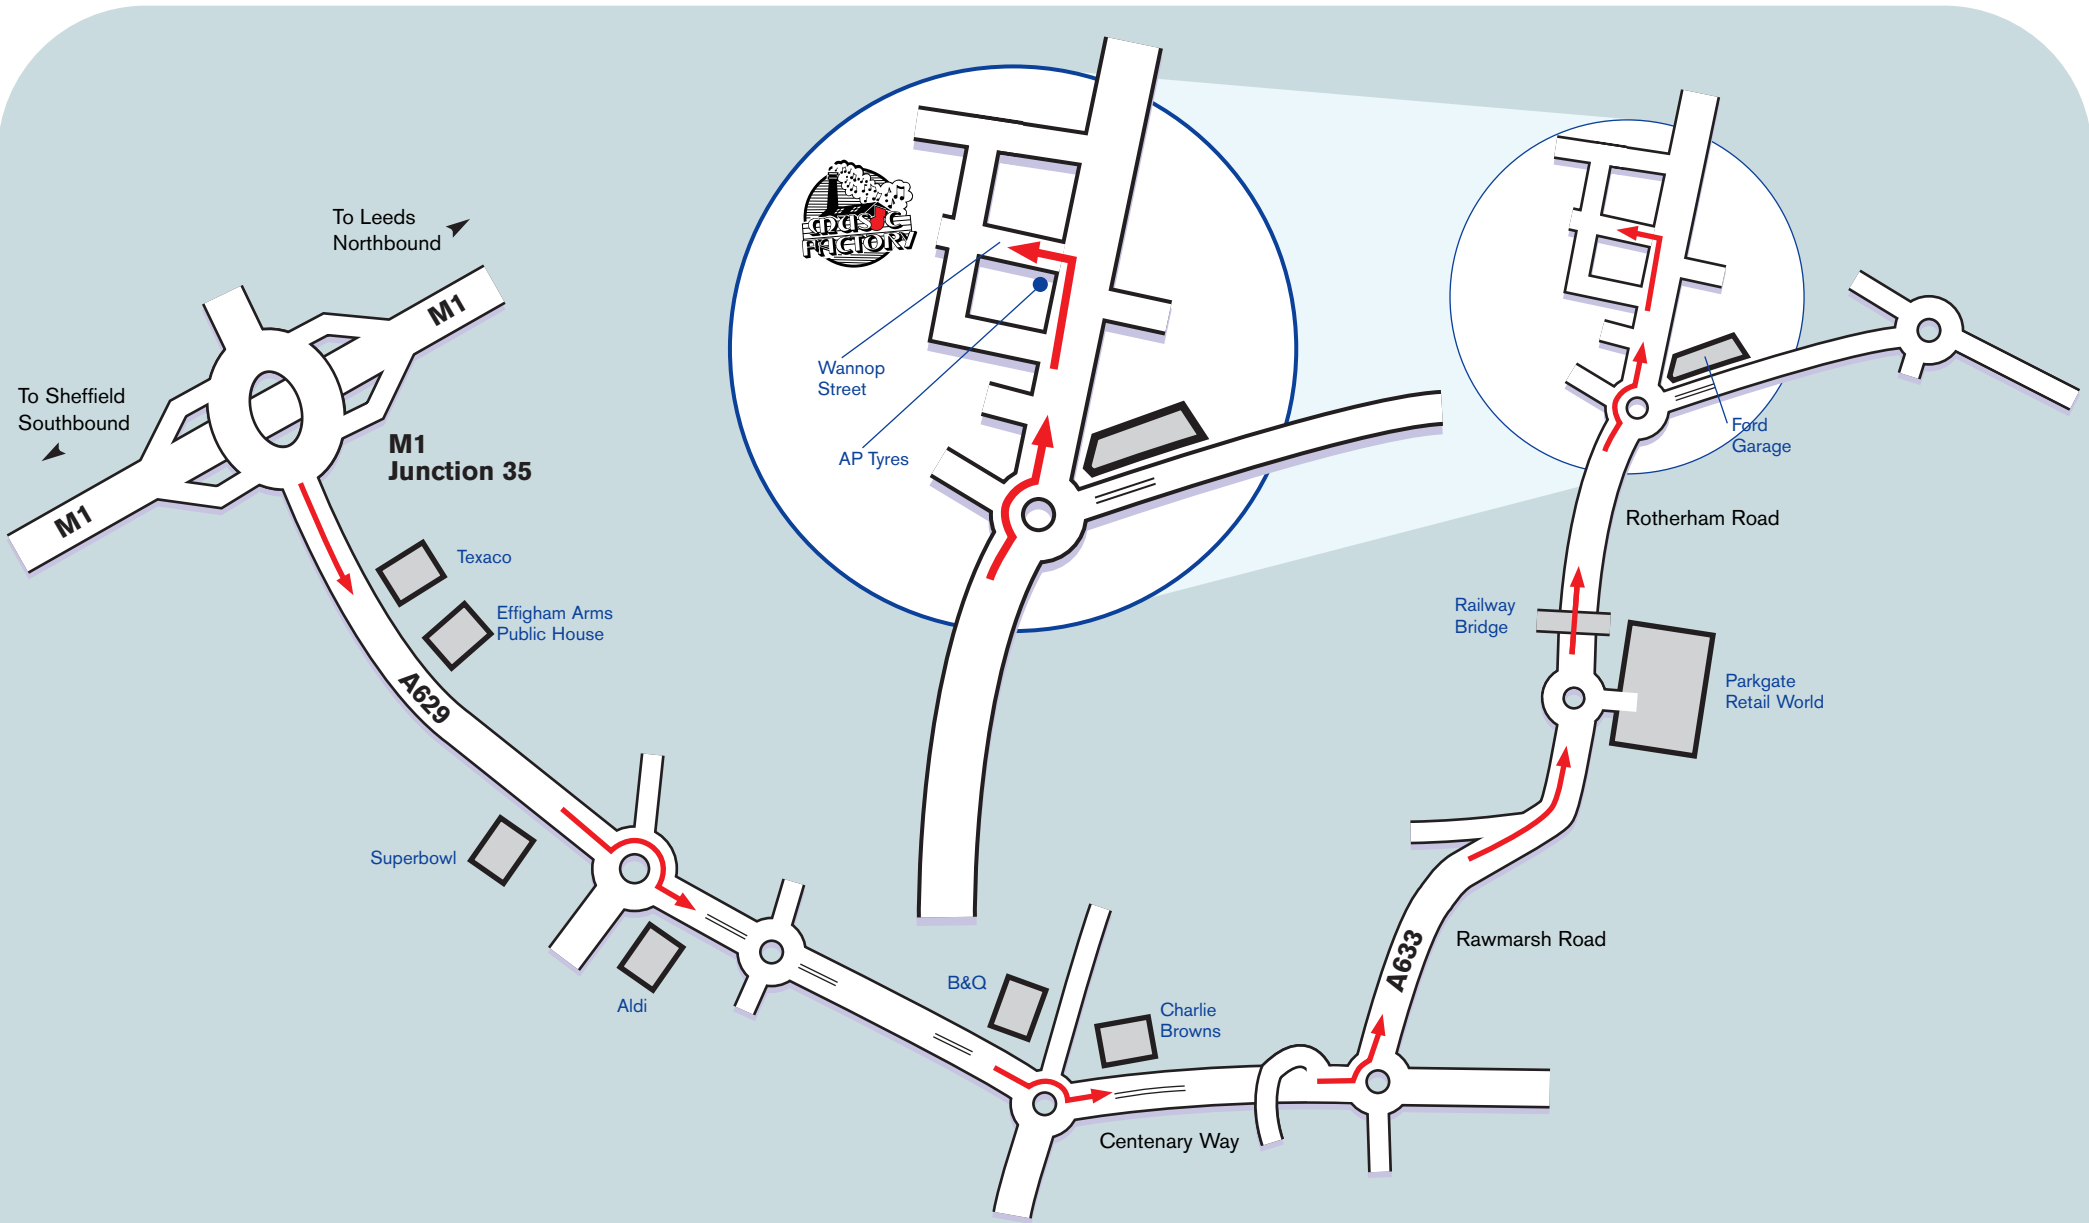 To Leeds
Northbound
M1
To Sheffield
Southbound
M1
Junction 35
M1
Texaco
Effigham Arms
Public House
A629
Superbowl
Aldi
MUSIC
FACTORY
Wannop
Street
AP Tyres
Ford
Garage
Rotherham Road
Railway
Bridge
Parkgate
Retail World
Rawmarsh Road
A633
B&Q
Charlie
Browns
Centenary Way